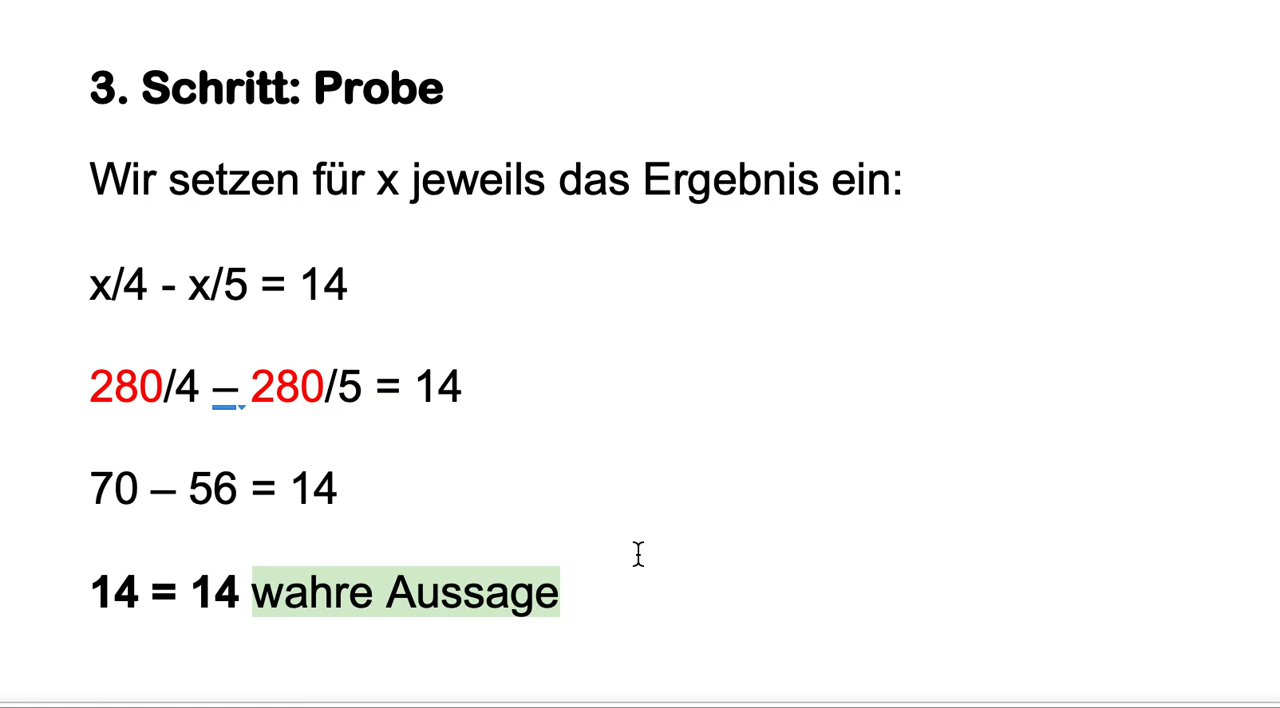 3. Schritt: Probe
Wir setzen für x jeweils das Ergebnis ein:
x/4 - x/5 = 14
280/4 – 280/5 = 14
70 – 56 = 14
14 = 14 wahre Aussage